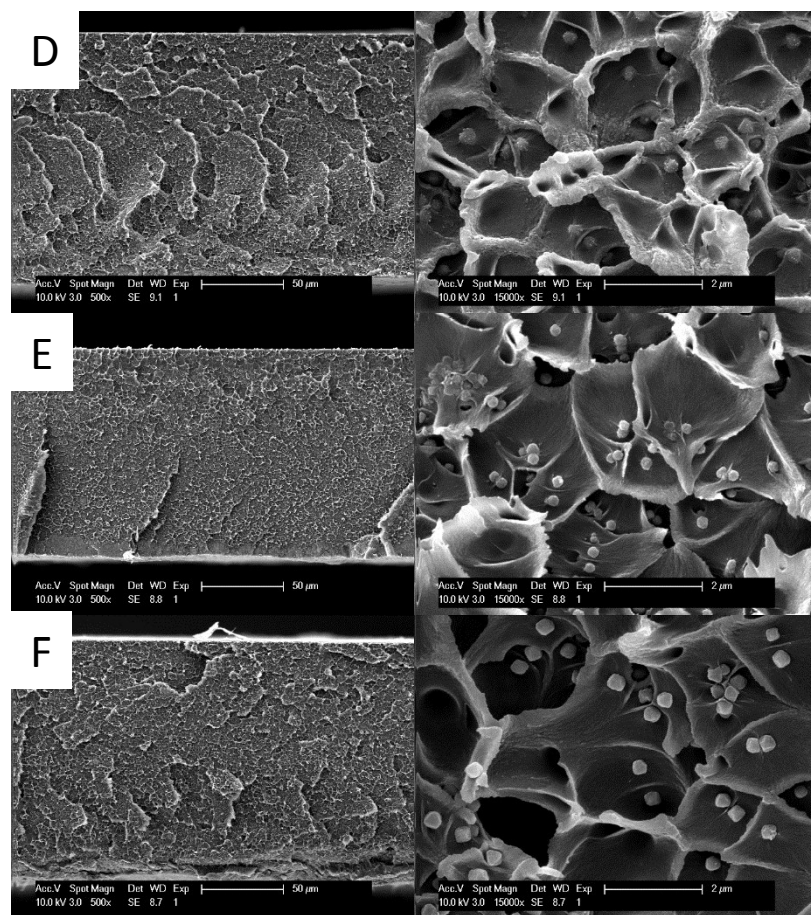 D
Acc.V Spot Magn Det WD Exp 50 µm
10.0 kV 3.0 500x SE 9.1 1
Acc.V Spot Magn Det WD Exp 2 µm
10.0 kV 3.0 15000x SE 9.1 1
E
Acc.V Spot Magn Det WD Exp 50 µm
10.0 kV 3.0 500x SE 8.8 1
Acc.V Spot Magn Det WD Exp 2 µm
10.0 kV 3.0 15000x SE 8.8 1
F
Acc.V Spot Magn Det WD Exp 50 µm
10.0 kV 3.0 500x SE 8.7 1
Acc.V Spot Magn Det WD Exp 2 µm
10.0 kV 3.0 15000x SE 8.7 1